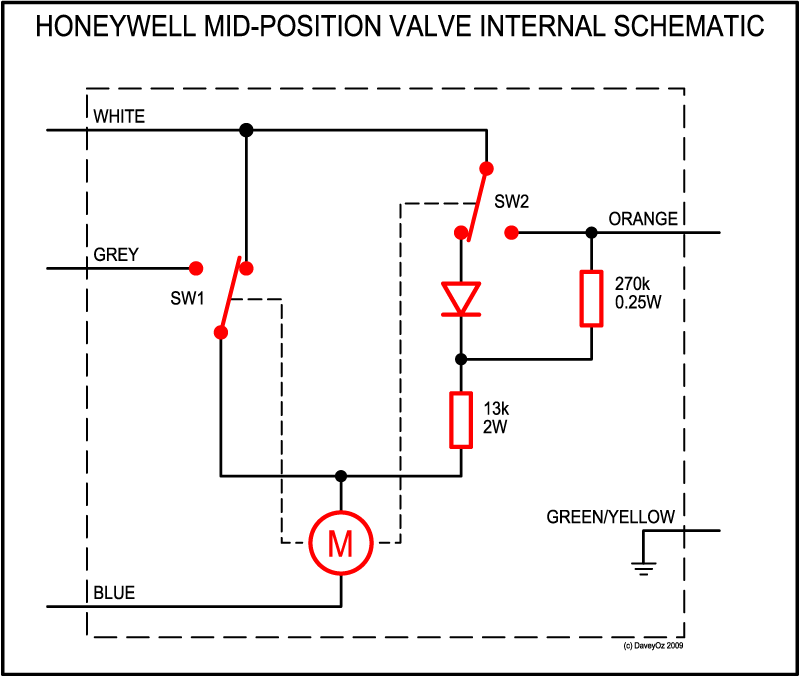 HONEYWELL MID-POSITION VALVE INTERNAL SCHEMATIC
WHITE
SW2
ORANGE
GREY
SW1
270k
0.25W
13k
2W
GREEN/YELLOW
M
BLUE
(c) DaveyOz 2009